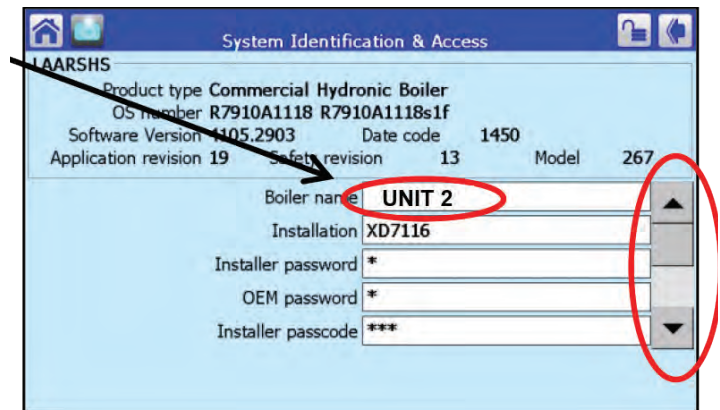 System Identification & Access
LAARSHS
Product type Commercial Hydronic Boiler
OS number R7910A1118 R7910A1118s1f
Software Version 4105.2903 Date code 1450
Application revision 19 Safety revision 13 Model 267
Boiler name UNIT 2
Installation XD7116
Installer password *
OEM password *
Installer passcode ***